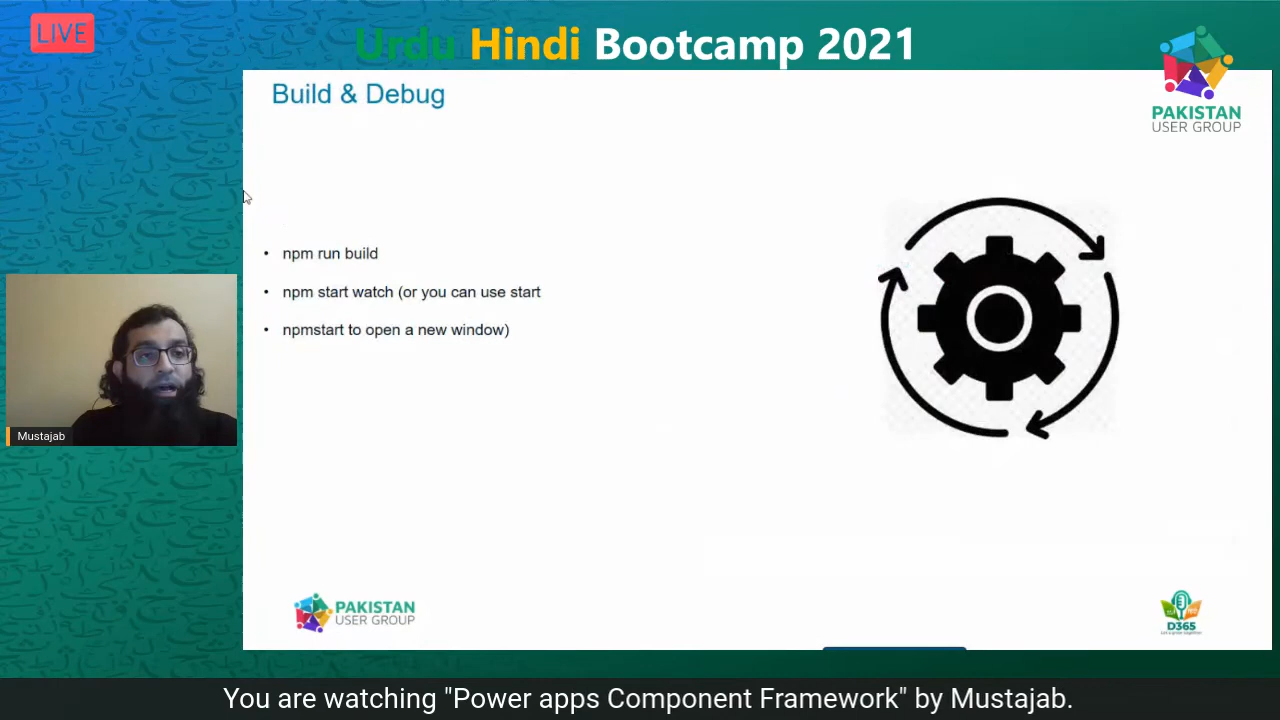 LIVE
Urdu Hindi Bootcamp 2021
PAKISTAN
USER GROUP
Build & Debug
• npm run build
• npm start watch (or you can use start
• npmstart to open a new window)
Mustajab
PAKISTAN
USER GROUP
D365
You are watching "Power apps Component Framework" by Mustajab.